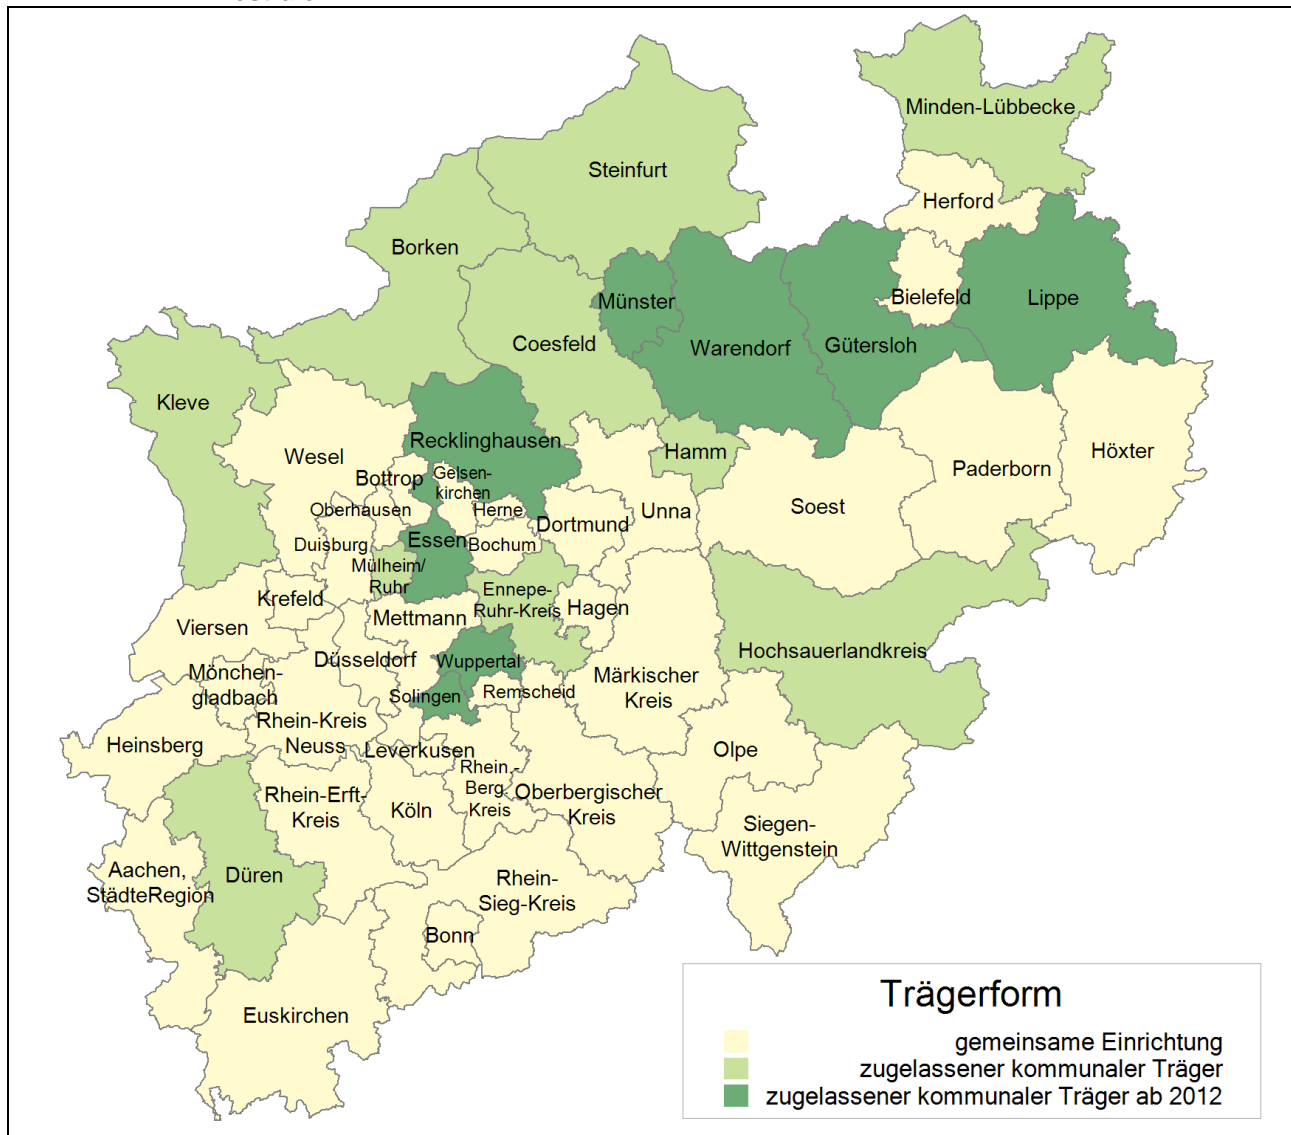 Minden-Lübbecke
Steinfurt
Herford
Borken
Bielefeld
Lippe
Münster
Coesfeld
Warendorf
Gütersloh
Kleve
Recklinghausen
Hamm
Höxter
Wesel
Paderborn
Bottrop
Gelsen-
kirchen
Oberhausen
Herne
Dortmund
Unna
Soest
Duisburg
Essen
Bochum
Mülheim/
Ruhr
Krefeld
Ennepe-
Ruhr-Kreis
Hagen
Viersen
Mettmann
Düsseldorf
Wuppertal
Hochsauerlandkreis
Mönchen-
gladbach
Solingen
Remscheid
Märkischer
Kreis
Rhein-Kreis
Neuss
Heinsberg
Leverkusen
Olpe
Rhein.-
Berg.
Kreis
Rhein-Erft-
Kreis
Köln
Oberbergischer
Kreis
Siegen-
Wittgenstein
Aachen,
StädteRegion
Düren
Rhein-
Sieg-Kreis
Bonn
Euskirchen
Trägerform
gemeinsame Einrichtung
zugelassener kommunaler Träger
zugelassener kommunaler Träger ab 2012